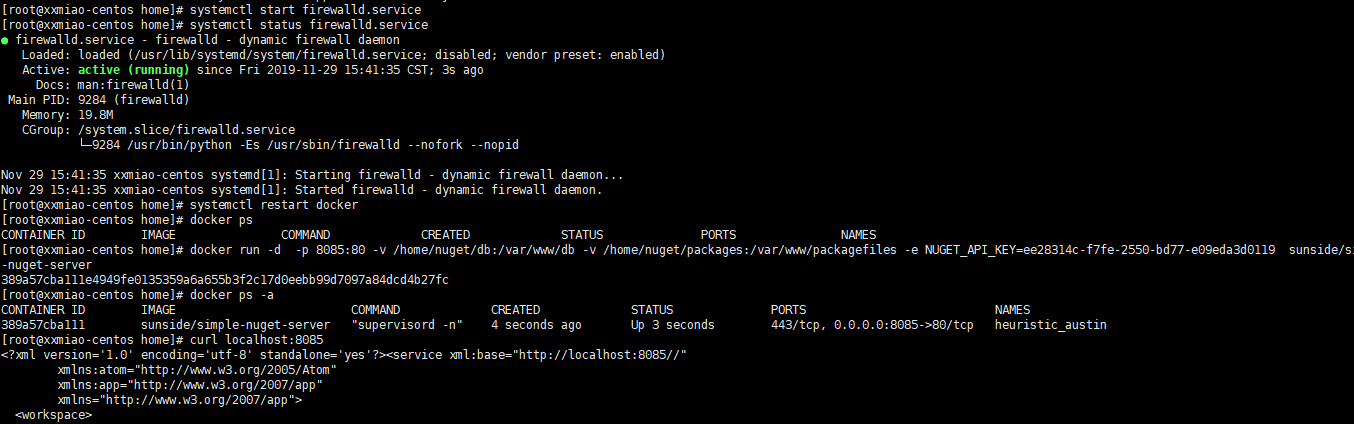 [root@xxmiao-centos home]# systemctl start firewalld.service
[root@xxmiao-centos home]# systemctl status firewalld.service
● firewalld.service - firewalld - dynamic firewall daemon
   Loaded: loaded (/usr/lib/systemd/system/firewalld.service; disabled; vendor preset: enabled)
   Active: active (running) since Fri 2019-11-29 15:41:35 CST; 3s ago
     Docs: man:firewalld(1)
 Main PID: 9284 (firewalld)
   Memory: 19.8M
   CGroup: /system.slice/firewalld.service
           └─9284 /usr/bin/python -Es /usr/sbin/firewalld --nofork --nopid

Nov 29 15:41:35 xxmiao-centos systemd[1]: Starting firewalld - dynamic firewall daemon...
Nov 29 15:41:35 xxmiao-centos systemd[1]: Started firewalld - dynamic firewall daemon.
[root@xxmiao-centos home]# systemctl restart docker
[root@xxmiao-centos home]# docker ps
CONTAINER ID        IMAGE               COMMAND             CREATED             STATUS              PORTS               NAMES
[root@xxmiao-centos home]# docker run -d  -p 8085:80 -v /home/nuget/db:/var/www/db -v /home/nuget/packages:/var/www/packagefiles -e NUGET_API_KEY=ee28314c-f7fe-2550-bd77-e09eda3d0119  sunside/si
-nuget-server
389a57cba111e4949fe0135359a6a655b3f2c17d0eebb99d7097a84dcd4b27fc
[root@xxmiao-centos home]# docker ps -a
CONTAINER ID        IMAGE                         COMMAND             CREATED             STATUS              PORTS                           NAMES
389a57cba111        sunside/simple-nuget-server   "supervisord -n"    4 seconds ago       Up 3 seconds        443/tcp, 0.0.0.0:8085->80/tcp   heuristic_austin
[root@xxmiao-centos home]# curl localhost:8085
<?xml version='1.0' encoding='utf-8' standalone='yes'?><service xml:base="http://localhost:8085//"
        xmlns:atom="http://www.w3.org/2005/Atom"
        xmlns:app="http://www.w3.org/2007/app"
        xmlns="http://www.w3.org/2007/app">
  <workspace>